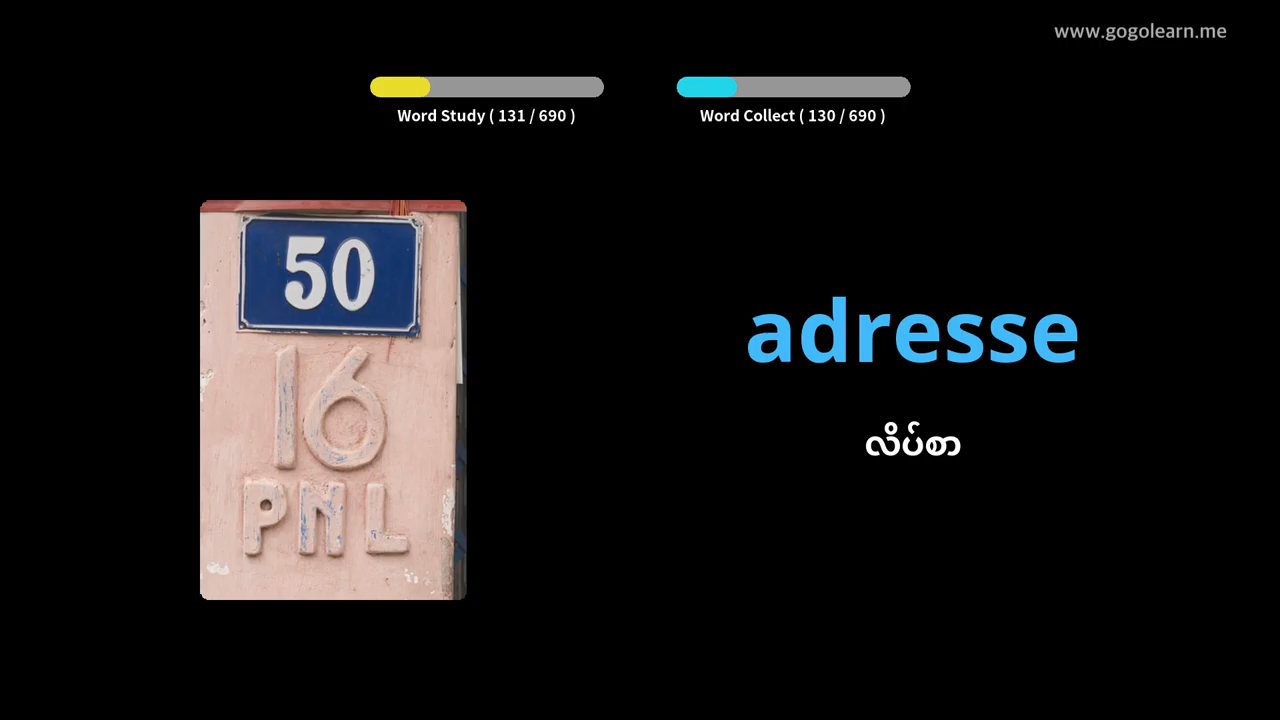 www.gogolearn.me
Word Study ( 131 / 690 )
Word Collect ( 130 / 690 )
50
16
PNL
adresse
လိပ်စာ